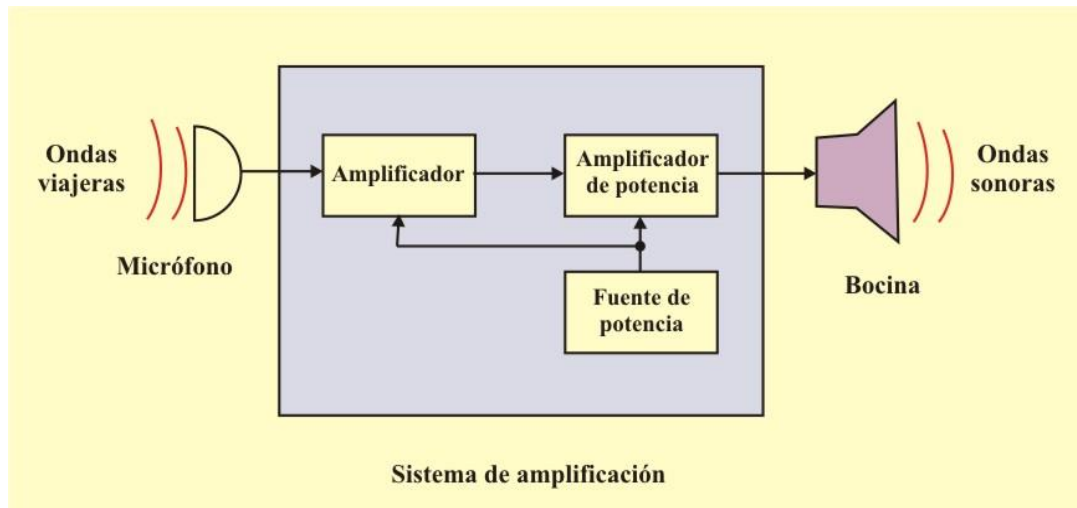 Ondas
viajeras
Micrófono
Amplificador
Amplificador
de potencia
Fuente de
potencia
Ondas
sonoras
Bocina
Sistema de amplificación